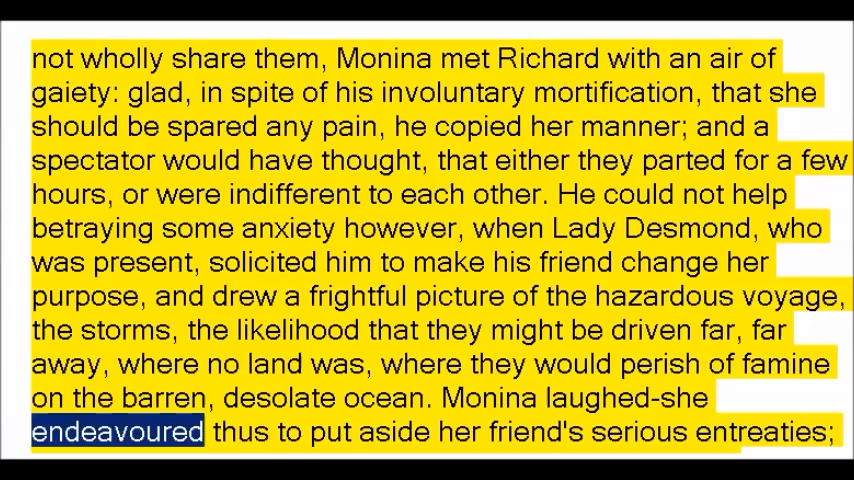 not wholly share them, Monina met Richard with an air of
gaiety: glad, in spite of his involuntary mortification, that she
should be spared any pain, he copied her manner; and a
spectator would have thought, that either they parted for a few
hours, or were indifferent to each other. He could not help
betraying some anxiety however, when Lady Desmond, who
was present, solicited him to make his friend change her
purpose, and drew a frightful picture of the hazardous voyage,
the storms, the likelihood that they might be driven far, far
away, where no land was, where they would perish of famine
on the barren, desolate ocean. Monina laughed-she
endeavoured thus to put aside her friend's serious entreaties;